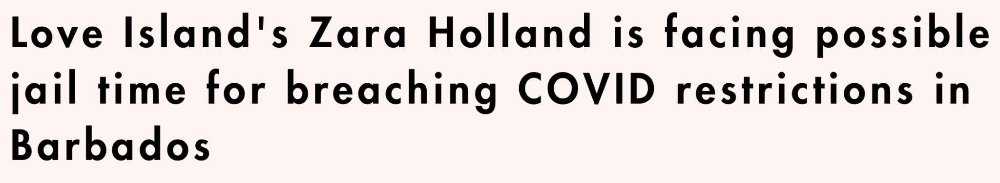 Love Island's Zara Holland is facing possible
jail time for breaching COVID restrictions in
Barbados